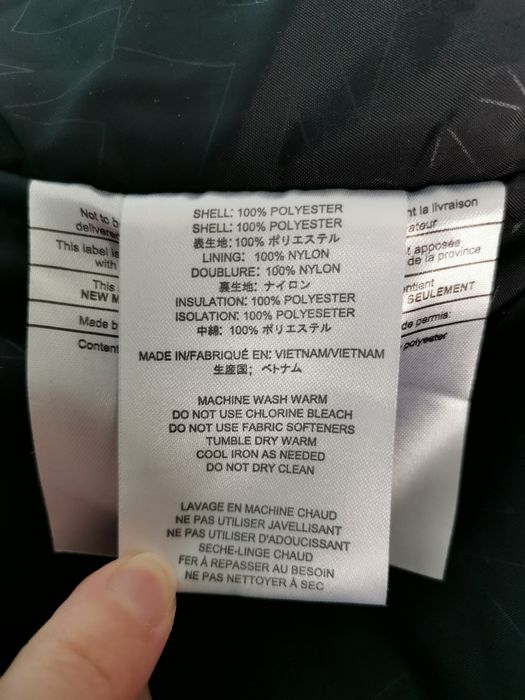 SHELL: 100% POLYESTER
SHELL: 100% POLYESTER
表生地: 100% ポリエステル
LINING: 100% NYLON
DOUBLURE: 100% NYLON
裏生地: ナイロン
INSULATION: 100% POLYESTER
ISOLATION: 100% POLYESETER
中綿: 100% ポリエステル
MADE IN/FABRIQUÉ EN: VIETNAM/VIETNAM
生産国; ベトナム
MACHINE WASH WARM
DO NOT USE CHLORINE BLEACH
DO NOT USE FABRIC SOFTENERS
TUMBLE DRY WARM
COOL IRON AS NEEDED
DO NOT DRY CLEAN
LAVAGE EN MACHINE CHAUD
NE PAS UTILISER JAVELLISANT
NE PAS UTILISER D'ADOUCISSANT
SECHE-LINGE CHAUD
FER À REPASSER AU BESOIN
NE PAS NETTOYER À SEC
Not to b
delivere
This label is
with
This
NEW M
Made b
Content
nt la livraison
ateur
t apposée
de la province
ntient
SEULEMENT
de permis:
polyester